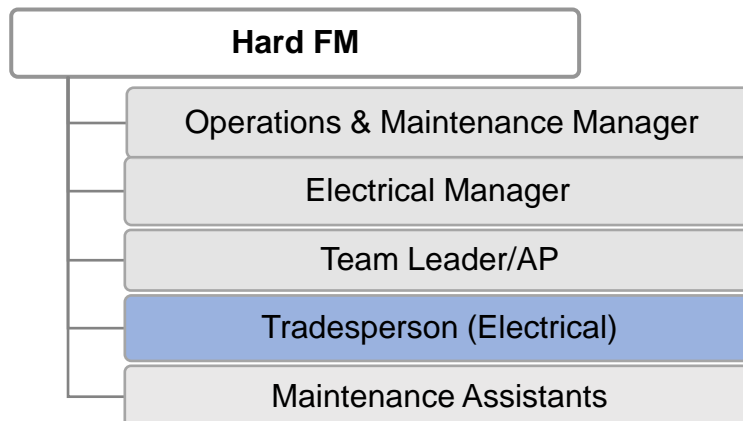 Hard FM
Operations & Maintenance Manager
Electrical Manager
Team Leader/AP
Tradesperson (Electrical)
Maintenance Assistants